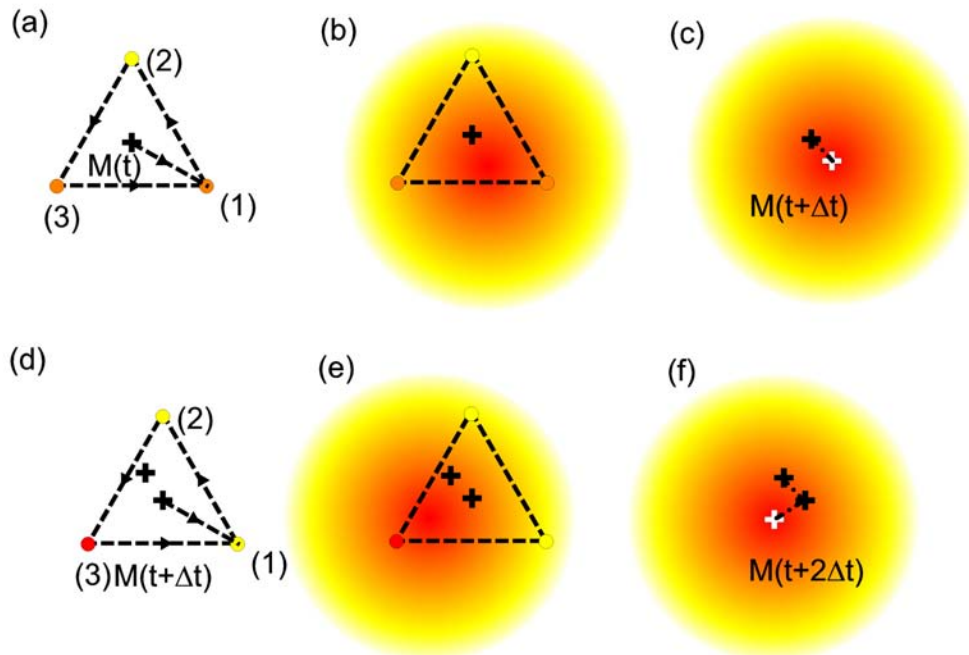 (a)
(2)
M(t)
(3)
(1)
(b)
(c)
M(t+Δt)
(d)
(2)
(3)M(t+Δt)
(1)
(e)
(f)
M(t+2Δt)